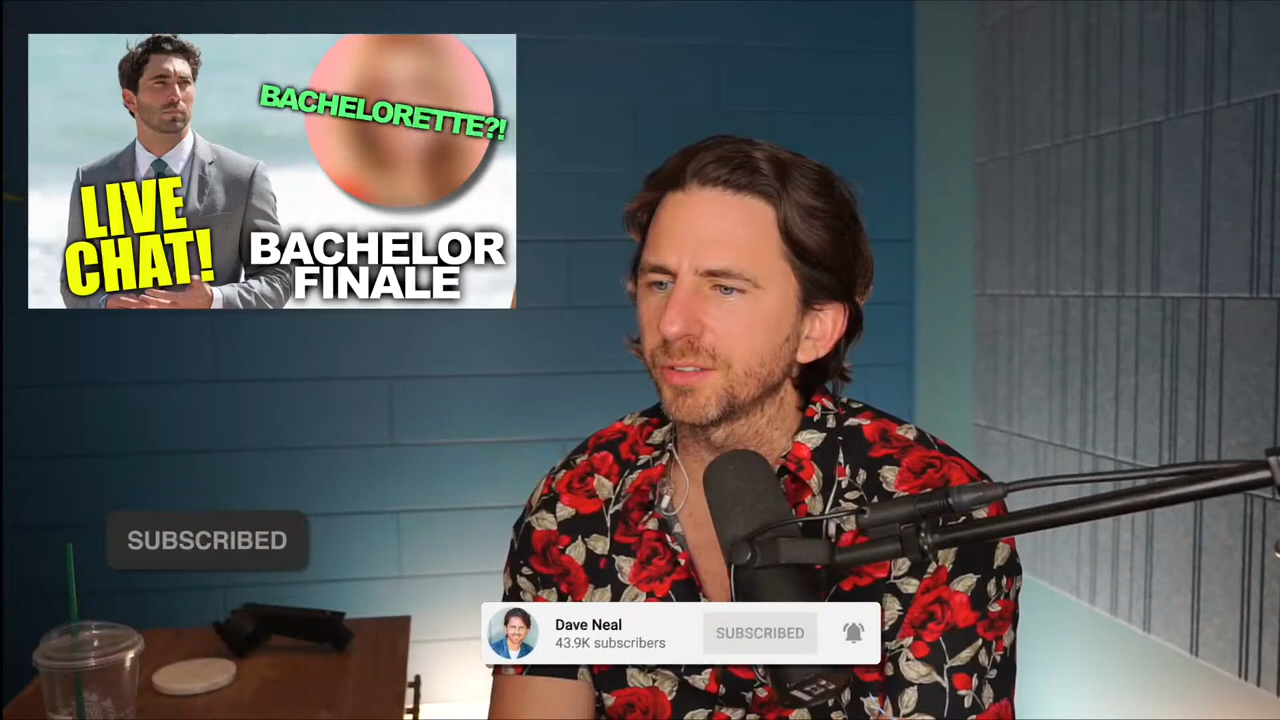 BACHELORETTE?!
LIVE
CHAT!
BACHELOR
FINALE
SUBSCRIBED
Dave Neal
43.9K subscribers
SUBSCRIBED